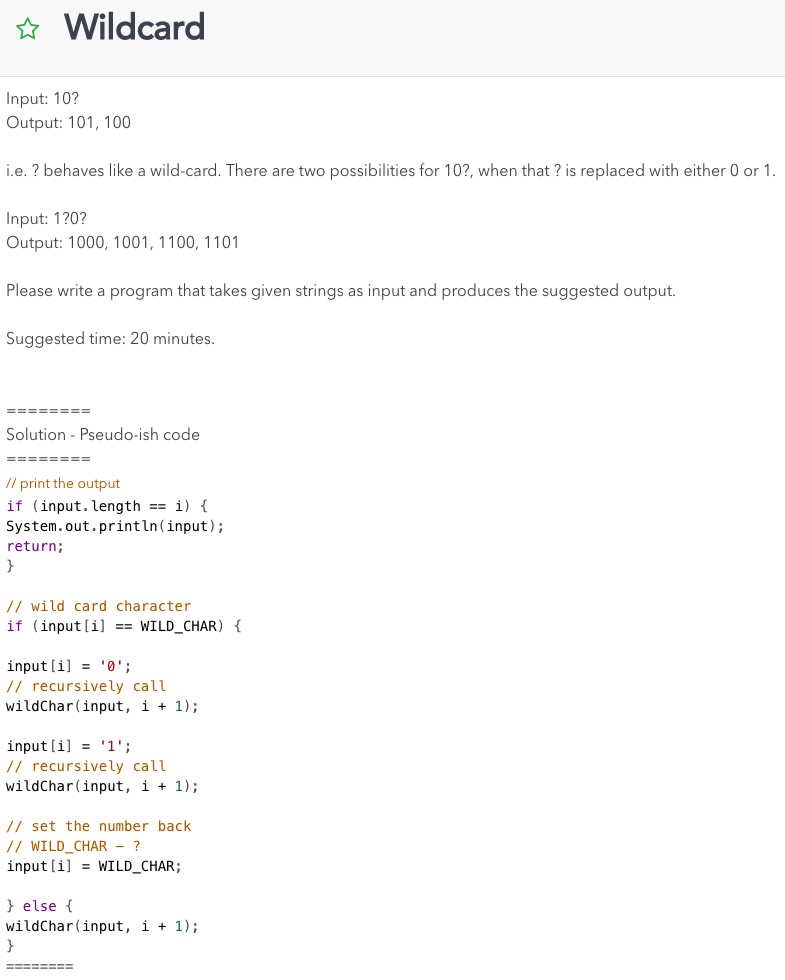 Wildcard
Input: 10?
Output: 101, 100
i.e. ? behaves like a wild-card. There are two possibilities for 10?, when that ? is replaced with either 0 or 1.
Input: 1?0?
Output: 1000, 1001, 1100, 1101
Please write a program that takes given strings as input and produces the suggested output.
Suggested time: 20 minutes.
========
Solution - Pseudo-ish code
========
// print the output
if (input.length == i) {
System.out.println(input);
return;
}
// wild card character
if (input[i] == WILD_CHAR) {
input[i] = '0';
// recursively call
wildChar(input, i + 1);
input[i] = '1';
// recursively call
wildChar(input, i + 1);
// set the number back
// WILD_CHAR – ?
input[i] = WILD_CHAR;
} else {
wildChar(input, i + 1);
}
========